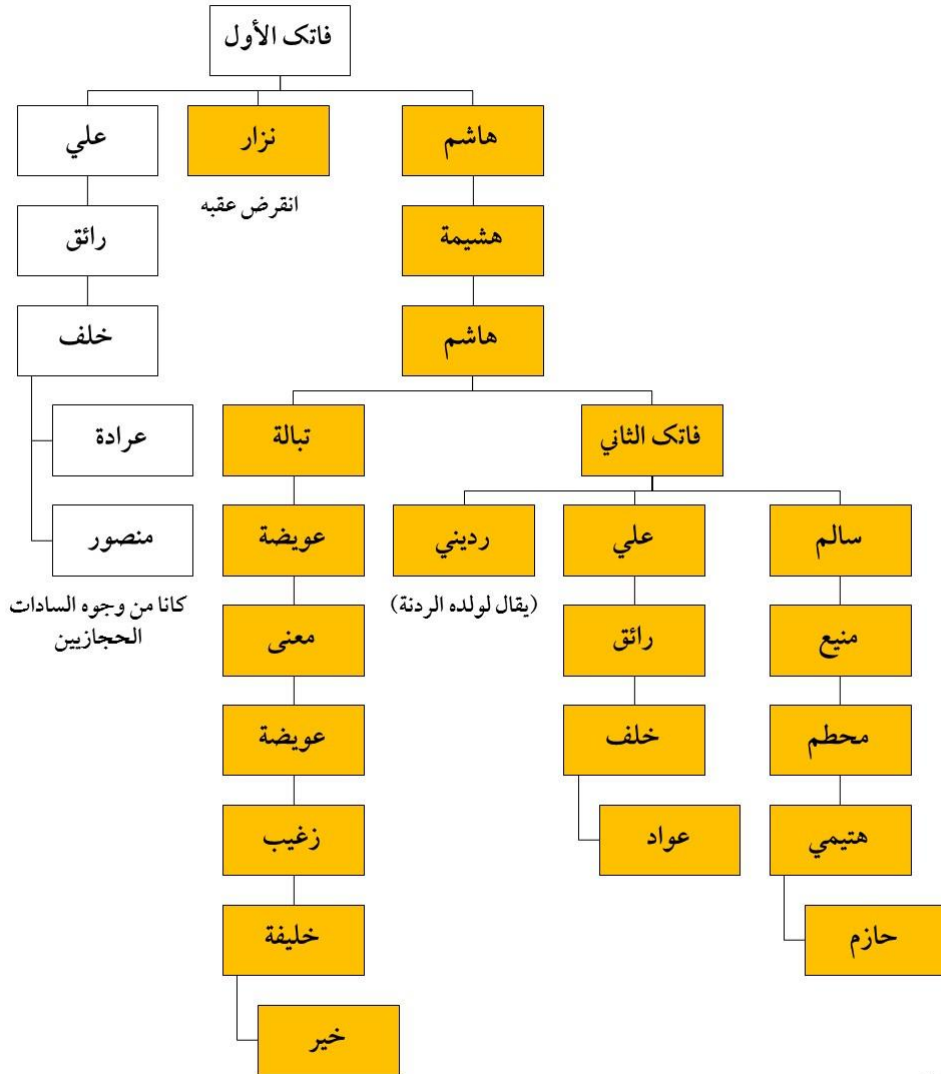 فاتک الأول
هاشم
نزار
علي
انقرض عقبه
هشيمة
رائق
هاشم
خلف
فاتک الثاني
تبالة
عرادة
سالم
علي
رديني
عويضة
منصور
(يقال لولده الردنة)
كانا من وجوه السادات
الحجازيين
منيع
رائق
معنى
محطم
خلف
عويضة
هتيمي
عواد
زغيب
حازم
خليفة
خير